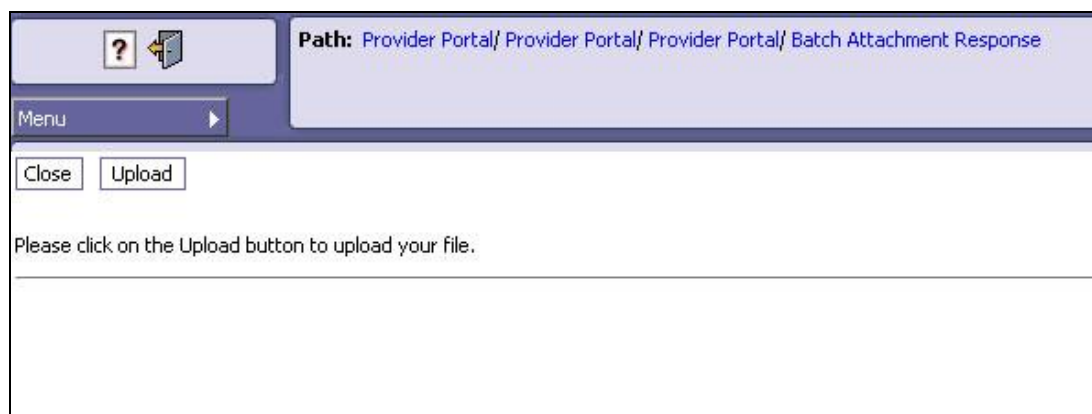 ?
Path: Provider Portal/ Provider Portal/ Provider Portal/ Batch Attachment Response
Menu
Close Upload
Please click on the Upload button to upload your file.